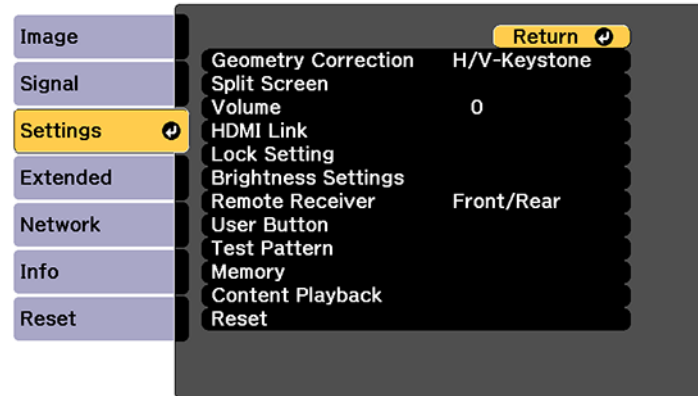 Image
Signal
Settings
Extended
Network
Info
Reset
Return
Geometry Correction H/V-Keystone
Split Screen
Volume 0
HDMI Link
Lock Setting
Brightness Settings
Remote Receiver Front/Rear
User Button
Test Pattern
Memory
Content Playback
Reset